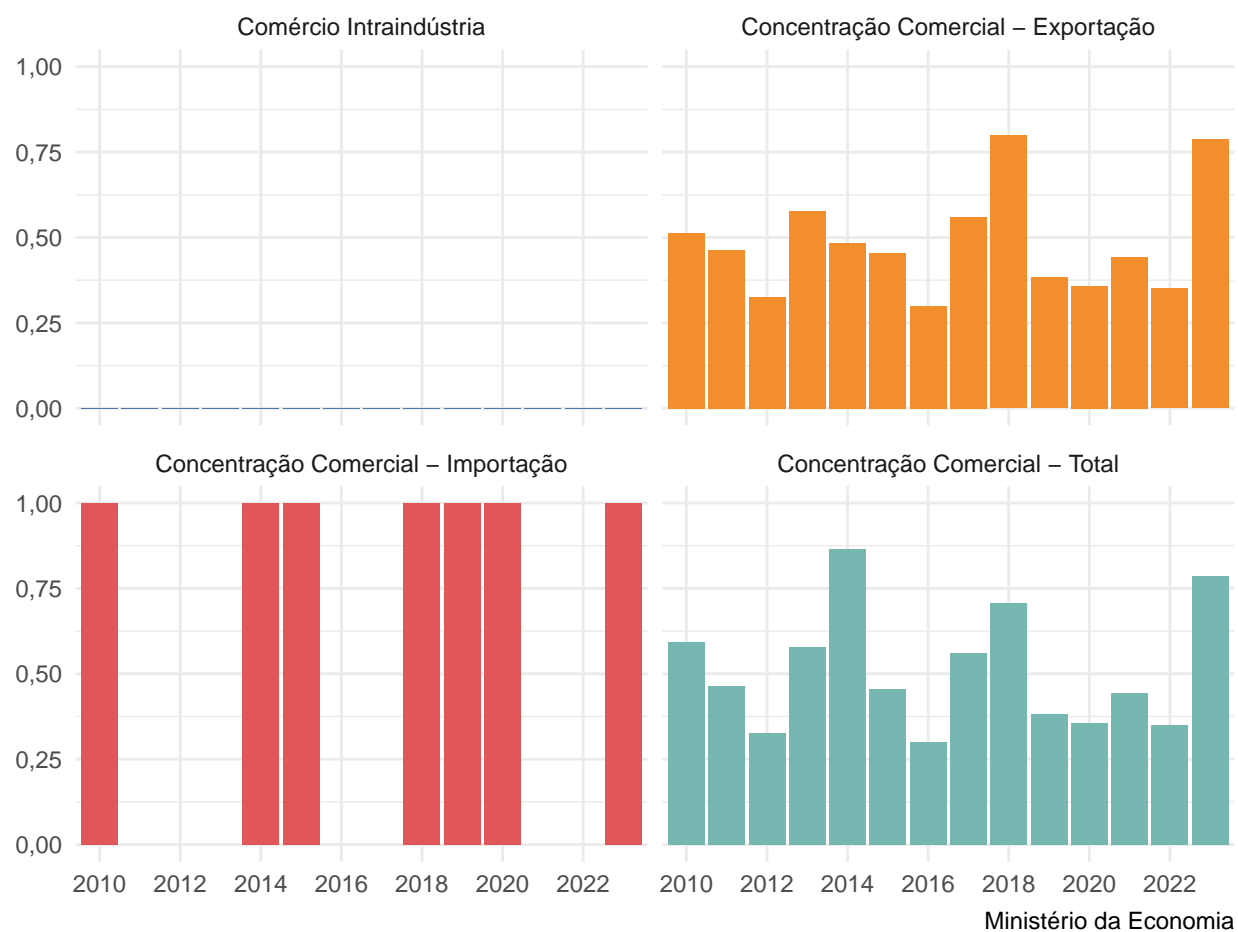 Comércio Intraindústria
Concentração Comercial – Exportação
1,00
0,75
0,50
0,25
0,00
Concentração Comercial – Importação
Concentração Comercial – Total
1,00
0,75
0,50
0,25
0,00
2010 2012 2014 2016 2018 2020 2022
2010 2012 2014 2016 2018 2020 2022
Ministério da Economia